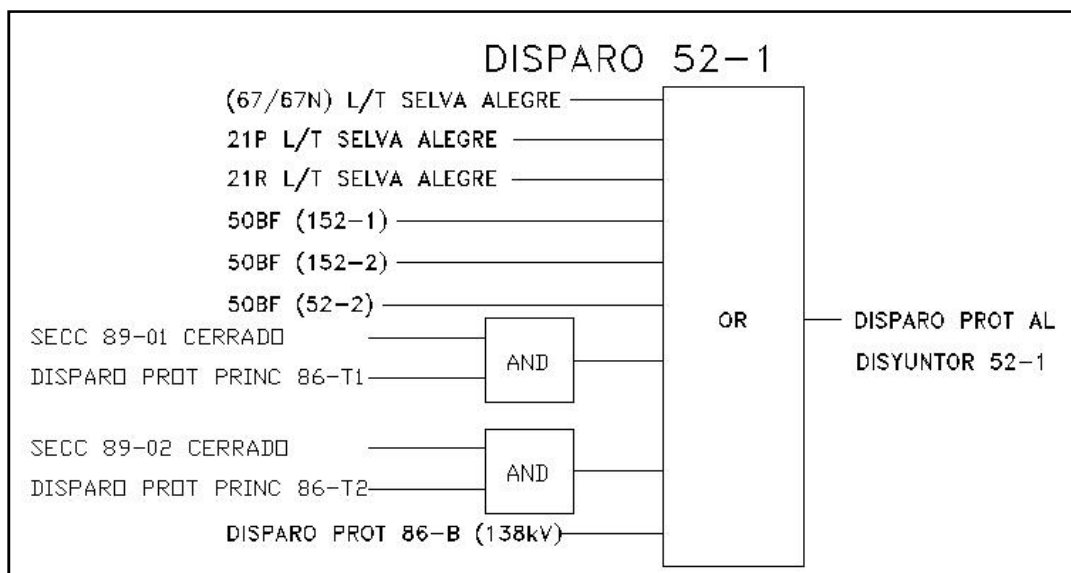 DISPARO 52-1
(67/67N) L/T SELVA ALEGRE
21P L/T SELVA ALEGRE
21R L/T SELVA ALEGRE
50BF (152-1)
50BF (152-2)
50BF (52-2)
SECC 89-01 CERRADO
DISPARO PROT PRINC 86-T1
AND
SECC 89-02 CERRADO
DISPARO PROT PRINC 86-T2
AND
DISPARO PROT 86-B (138kV)
OR
DISPARO PROT AL
DISYUNTOR 52-1